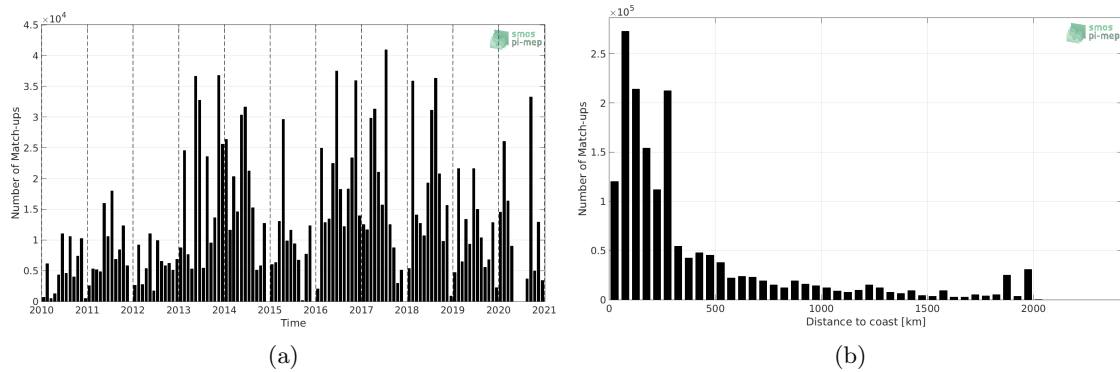 ×10⁴
4.5
4
3.5
3
2.5
2
1.5
1
0.5
0
Number of Match-ups
2010 2011 2012 2013 2014 2015 2016 2017 2018 2019 2020 2021
Time
smos
pi-mep
(a)
×10⁵
2.5
2
1.5
1
0.5
0
Number of Match-ups
0 500 1000 1500 2000
Distance to coast [km]
smos
pi-mep
(b)